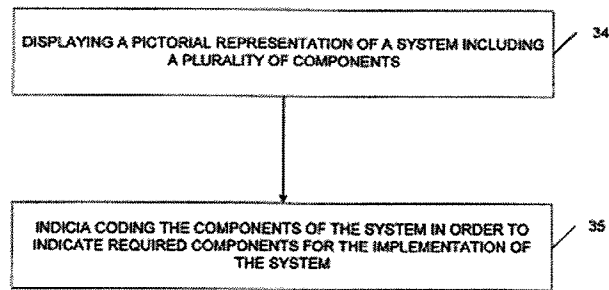 DISPLAYING A PICTORIAL REPRESENTATION OF A SYSTEM INCLUDING
A PLURALITY OF COMPONENTS
34
INDICIA CODING THE COMPONENTS OF THE SYSTEM IN ORDER TO
INDICATE REQUIRED COMPONENTS FOR THE IMPLEMENTATION OF
THE SYSTEM
35